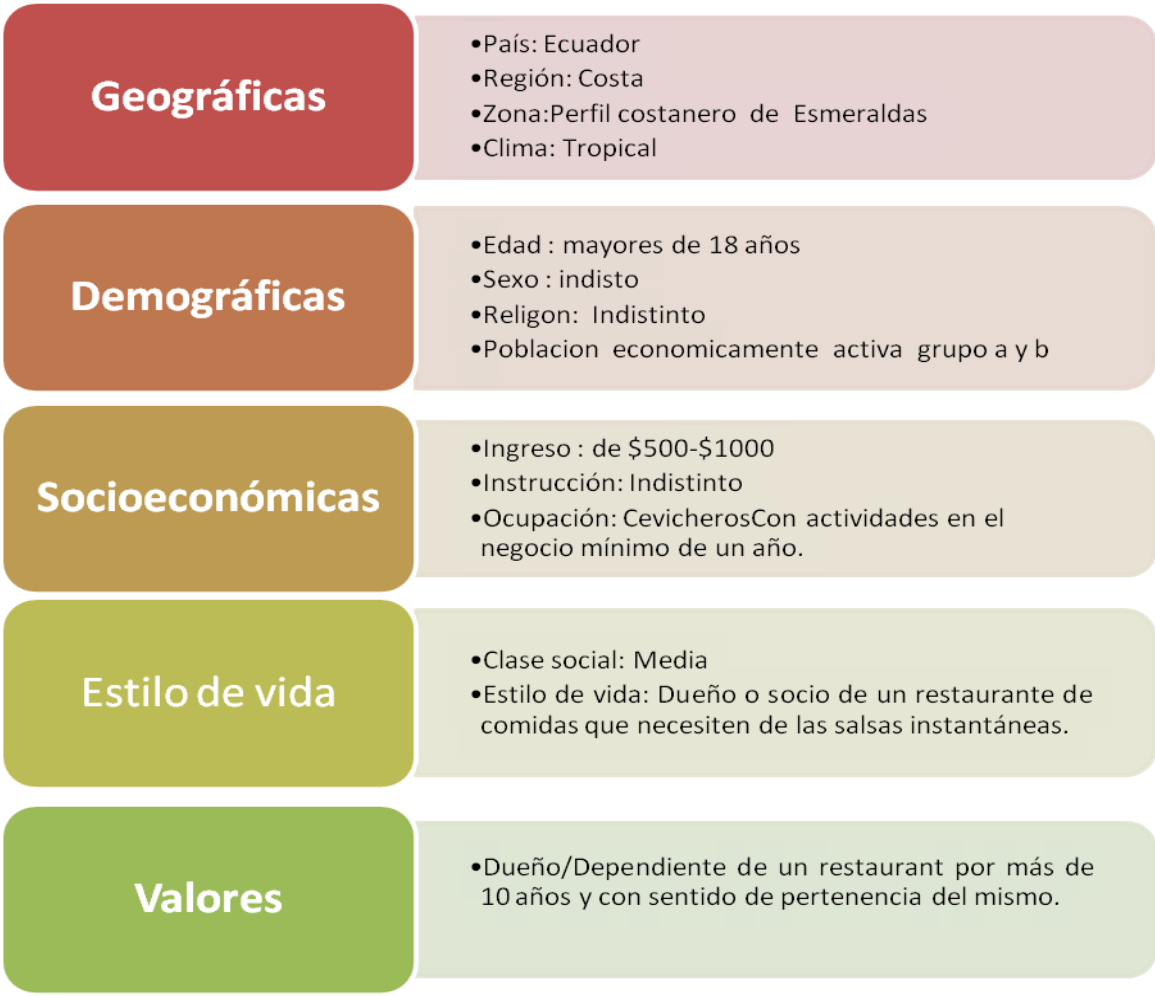 Geográficas
•País: Ecuador
•Región: Costa
•Zona:Perfil costanero de Esmeraldas
•Clima: Tropical
Demográficas
•Edad : mayores de 18 años
•Sexo : indisto
•Religon: Indistinto
•Poblacion economicamente activa grupo a y b
Socioeconómicas
•Ingreso : de $500-$1000
•Instrucción: Indistinto
•Ocupación: CevicherosCon actividades en el
negocio mínimo de un año.
Estilo de vida
•Clase social: Media
•Estilo de vida: Dueño o socio de un restaurante de
comidas que necesiten de las salsas instantáneas.
Valores
•Dueño/Dependiente de un restaurant por más de
10 años y con sentido de pertenencia del mismo.